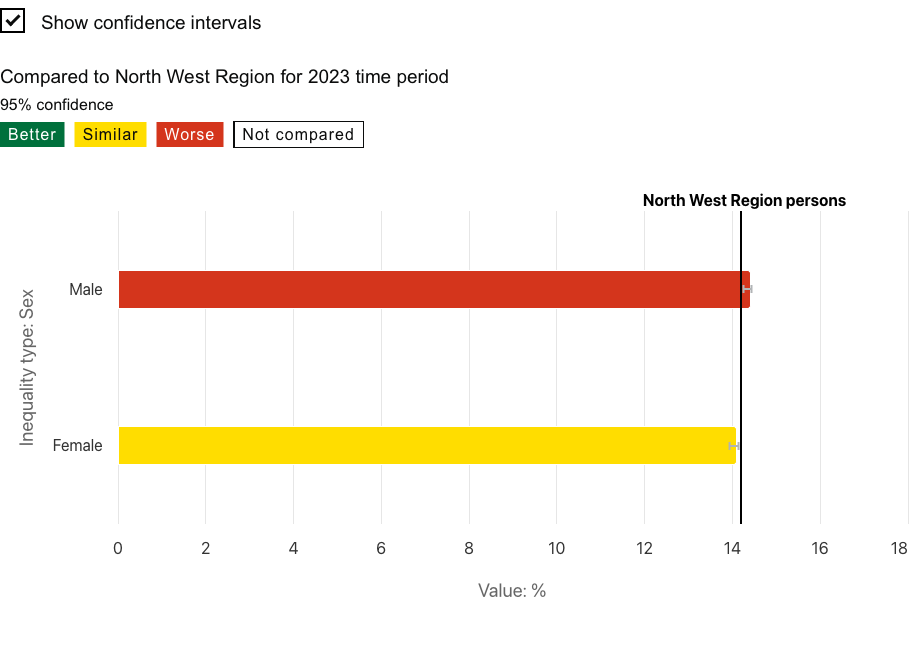 Show confidence intervals
Compared to North West Region for 2023 time period
95% confidence
Better Similar Worse Not compared
North West Region persons
Inequality type: Sex
Male
Female
0 2 4 6 8 10 12 14 16 18
Value: %